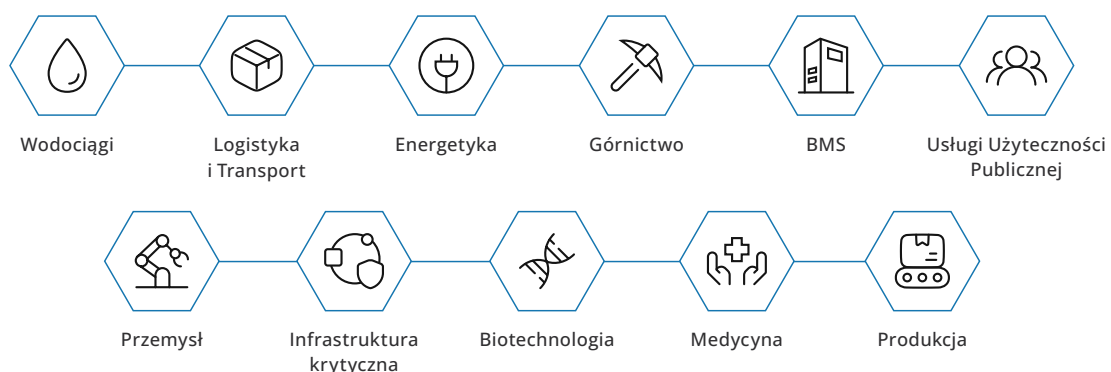 Wodociągi
Logistyka
i Transport
Energetyka
Górnictwo
BMS
Usługi Użyteczności
Publicznej
Przemysł
Infrastruktura
krytyczna
Biotechnologia
Medycyna
Produkcja